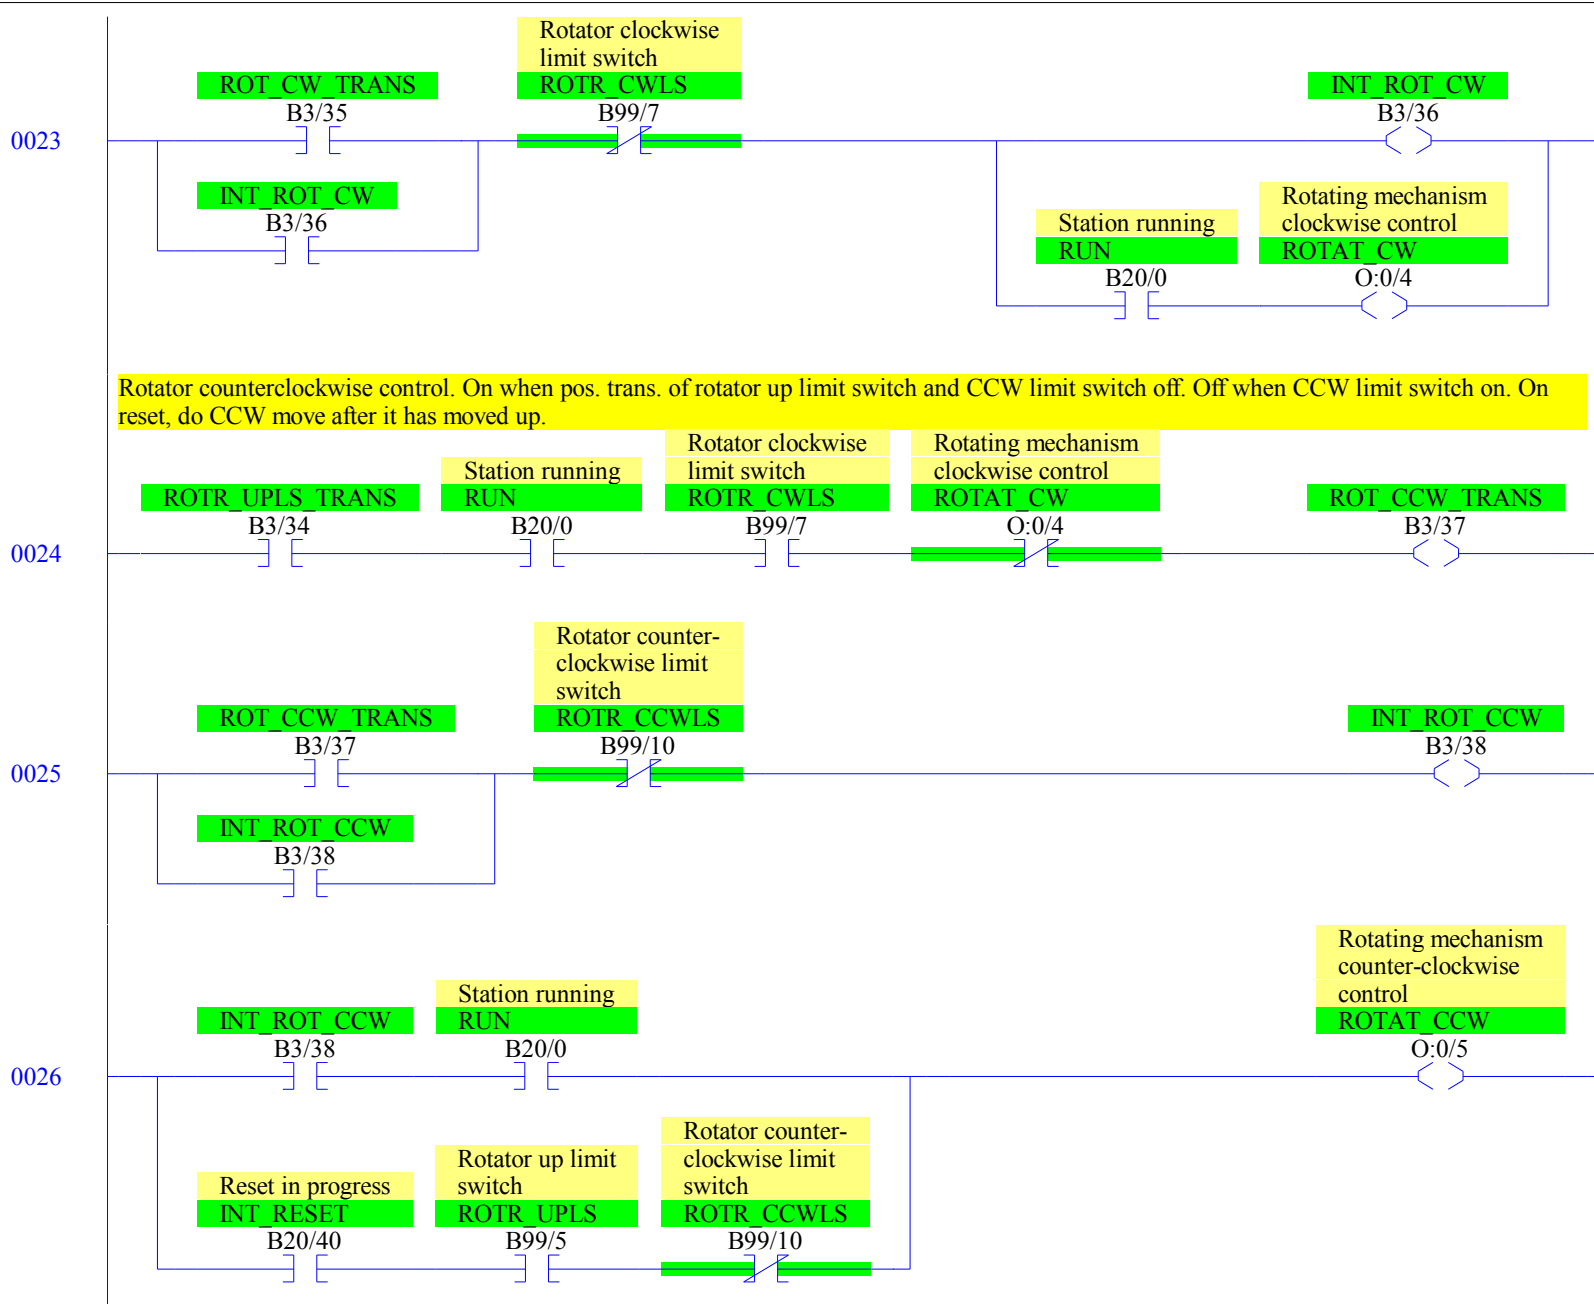 Rotator clockwise
limit switch
ROT_CW_TRANS
ROTR_CWLS
INT_ROT_CW
B3/35
B99/7
B3/36
0023
INT_ROT_CW
B3/36
Station running
RUN
B20/0
Rotating mechanism
clockwise control
ROTAT_CW
O:0/4
Rotator counterclockwise control. On when pos. trans. of rotator up limit switch and CCW limit switch off. Off when CCW limit switch on. On
reset, do CCW move after it has moved up.
ROTR_UPLS_TRANS
B3/34
Station running
RUN
B20/0
Rotator clockwise
limit switch
ROTR_CWLS
B99/7
Rotating mechanism
clockwise control
ROTAT_CW
O:0/4
ROT_CCW_TRANS
B3/37
0024
Rotator counter-
clockwise limit
switch
ROT_CCW_TRANS
ROTR_CCWLS
INT_ROT_CCW
B3/37
B99/10
B3/38
0025
INT_ROT_CCW
B3/38
Rotating mechanism
counter-clockwise
control
ROTAT_CCW
O:0/5
INT_ROT_CCW
B3/38
Station running
RUN
B20/0
0026
Reset in progress
INT_RESET
B20/40
Rotator up limit
switch
ROTR_UPLS
B99/5
Rotator counter-
clockwise limit
switch
ROTR_CCWLS
B99/10